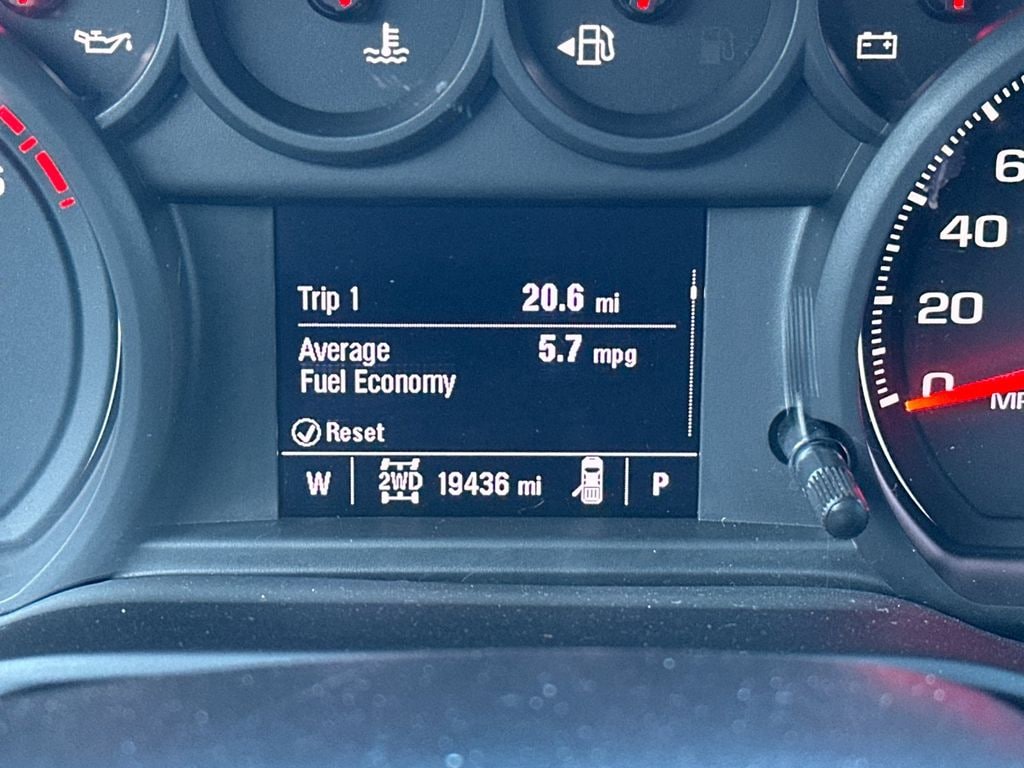 Trip 1 20.6 mi
Average 5.7 mpg
Fuel Economy
Reset
W 2WD 19436 mi P
40
20
0